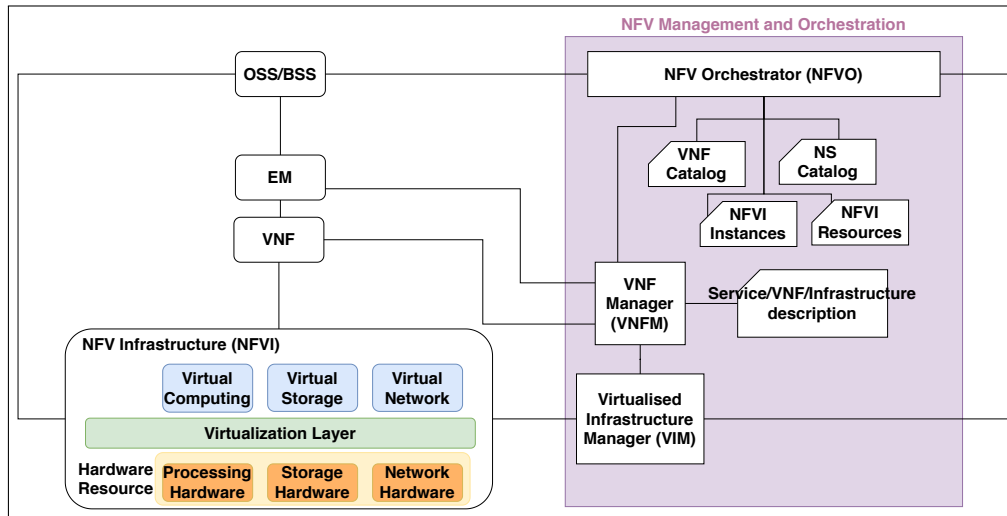 NFV Management and Orchestration
OSS/BSS
NFV Orchestrator (NFVO)
VNF
Catalog
NS
Catalog
EM
NFVI
Instances
NFVI
Resources
VNF
VNF
Manager
(VNFM)
Service/VNF/Infrastructure
description
NFV Infrastructure (NFVI)
Virtual
Computing
Virtual
Storage
Virtual
Network
Virtualised
Infrastructure
Manager (VIM)
Virtualization Layer
Hardware
Resource
Processing
Hardware
Storage
Hardware
Network
Hardware